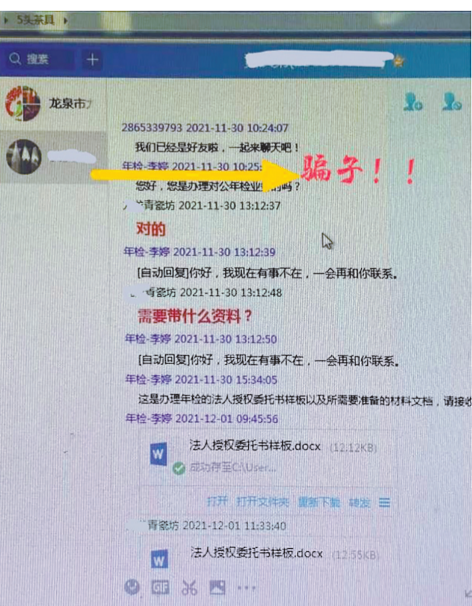 5头茶具
搜索
龙泉市
2865339793 2021-11-30 10:24:07
我们已经是好友啦，一起来聊天吧！
年检-李婷 2021-11-30 10:25:
骗子！！
您好，您是办理对公年检业 的吗？
青瓷坊 2021-11-30 13:12:37
对的
年检-李婷 2021-11-30 13:12:39
[自动回复]你好，我现在有事不在，一会再和你联系。
青瓷坊 2021-11-30 13:12:48
需要带什么资料？
年检-李婷 2021-11-30 13:12:50
[自动回复]你好，我现在有事不在，一会再和你联系。
年检-李婷 2021-11-30 15:34:05
这是办理年检的法人授权委托书样板以及所需要准备的材料文档，请接收
年检-李婷 2021-12-01 09:45:56
法人授权委托书样板.docx (12.12KB)
成功存至C:\User...
打开 打开文件夹 重新下载 转发
青瓷坊 2021-12-01 11:33:40
法人授权委托书样板.docx (12.55KB)
GIF